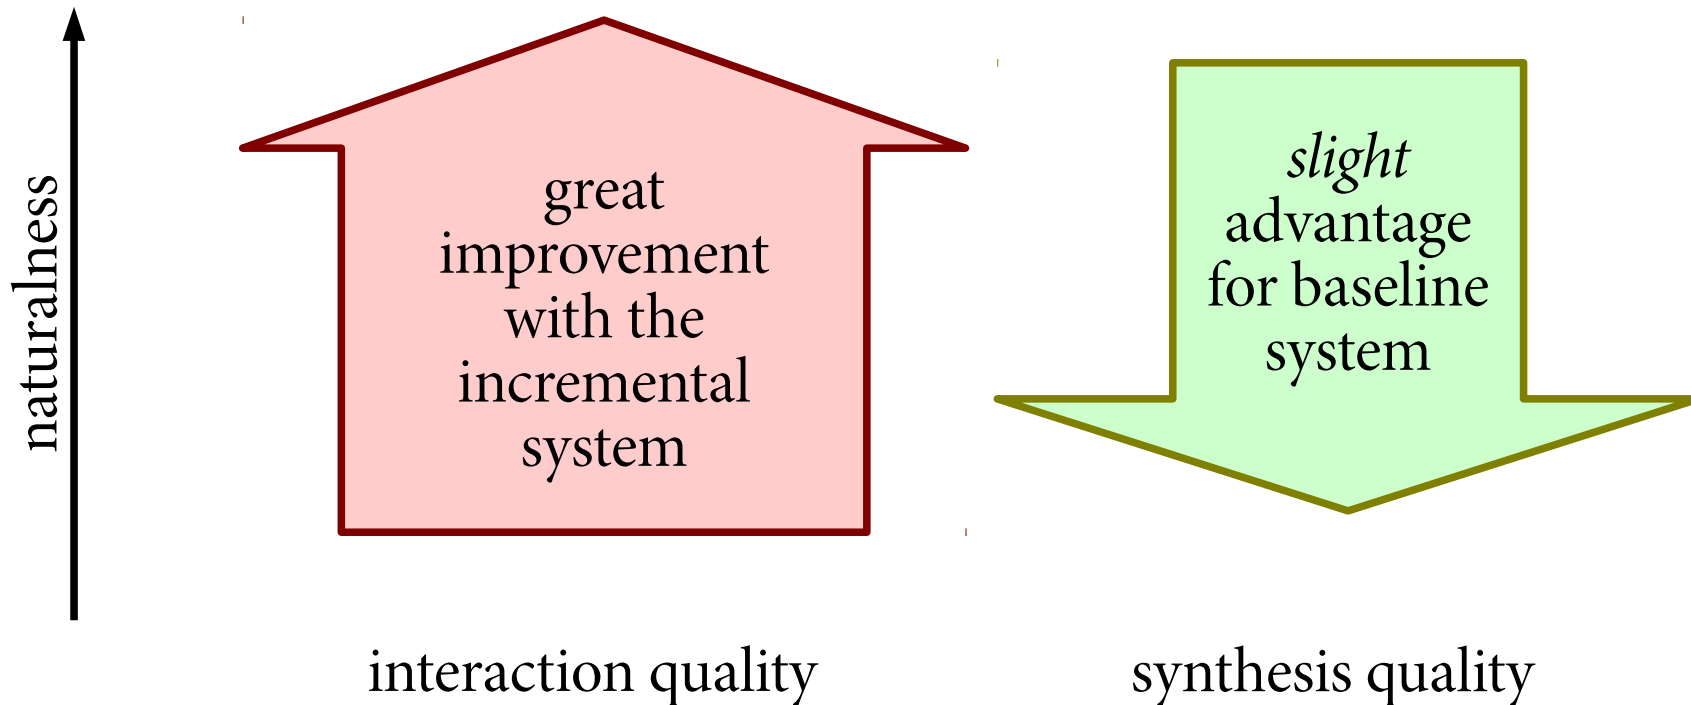 naturalness
great
improvement
with the
incremental
system
slight
advantage
for baseline
system
interaction quality
synthesis quality